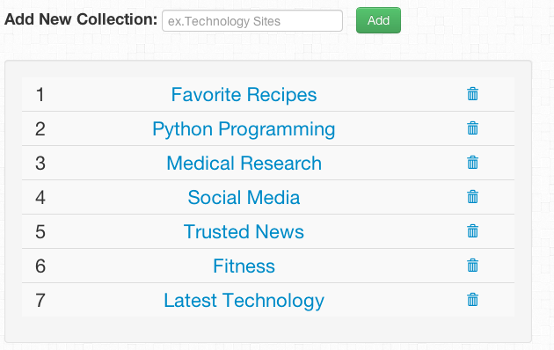 Add New Collection: ex.Technology Sites Add
1 Favorite Recipes
2 Python Programming
3 Medical Research
4 Social Media
5 Trusted News
6 Fitness
7 Latest Technology